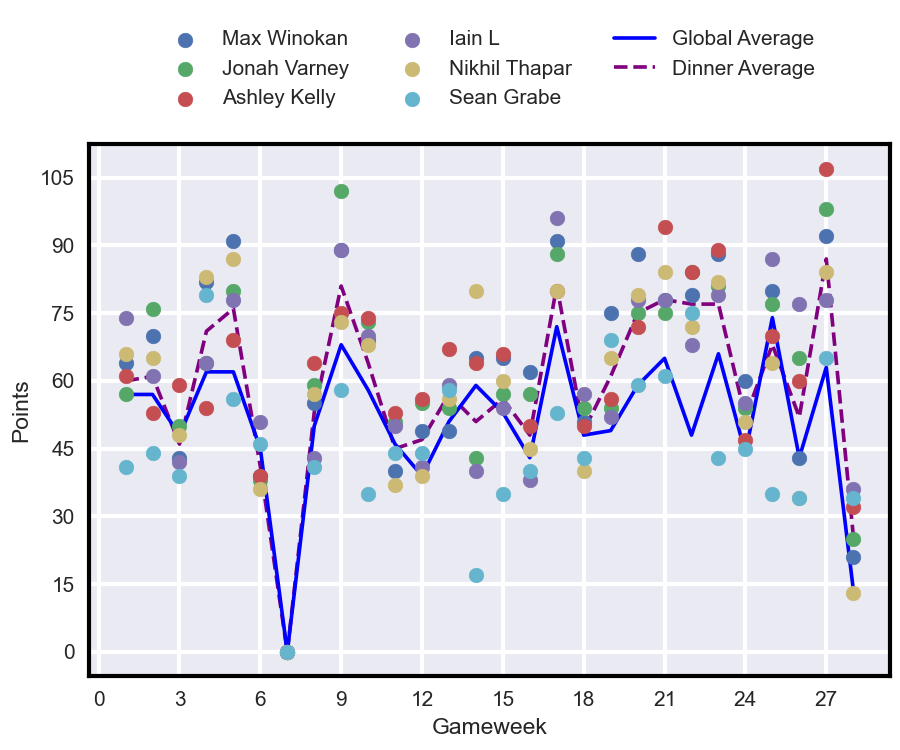 Max Winokan Iain L Global Average
Jonah Varney Nikhil Thapar Dinner Average
Ashley Kelly Sean Grabe
105
90
75
60
45
30
15
0
Points
0 3 6 9 12 15 18 21 24 27
Gameweek